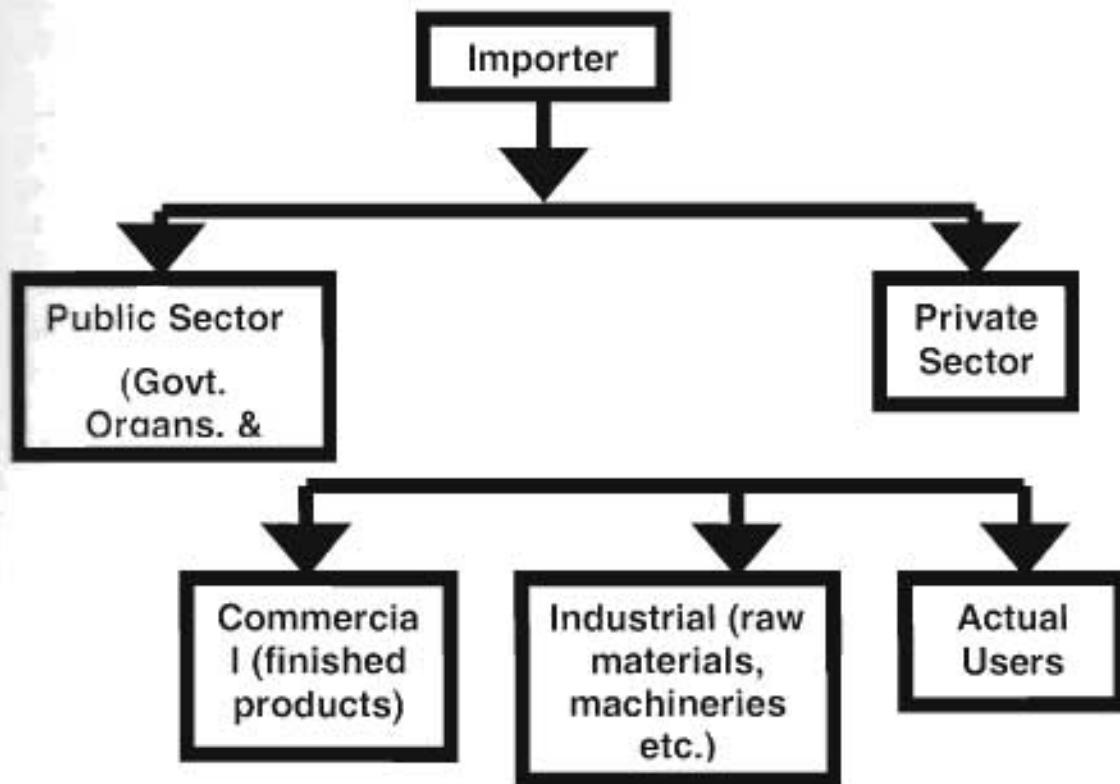 Importer
Public Sector
(Govt.
Organs. &
Private
Sector
Commercia
l (finished
products)
Industrial (raw
materials,
machineries
etc.)
Actual
Users